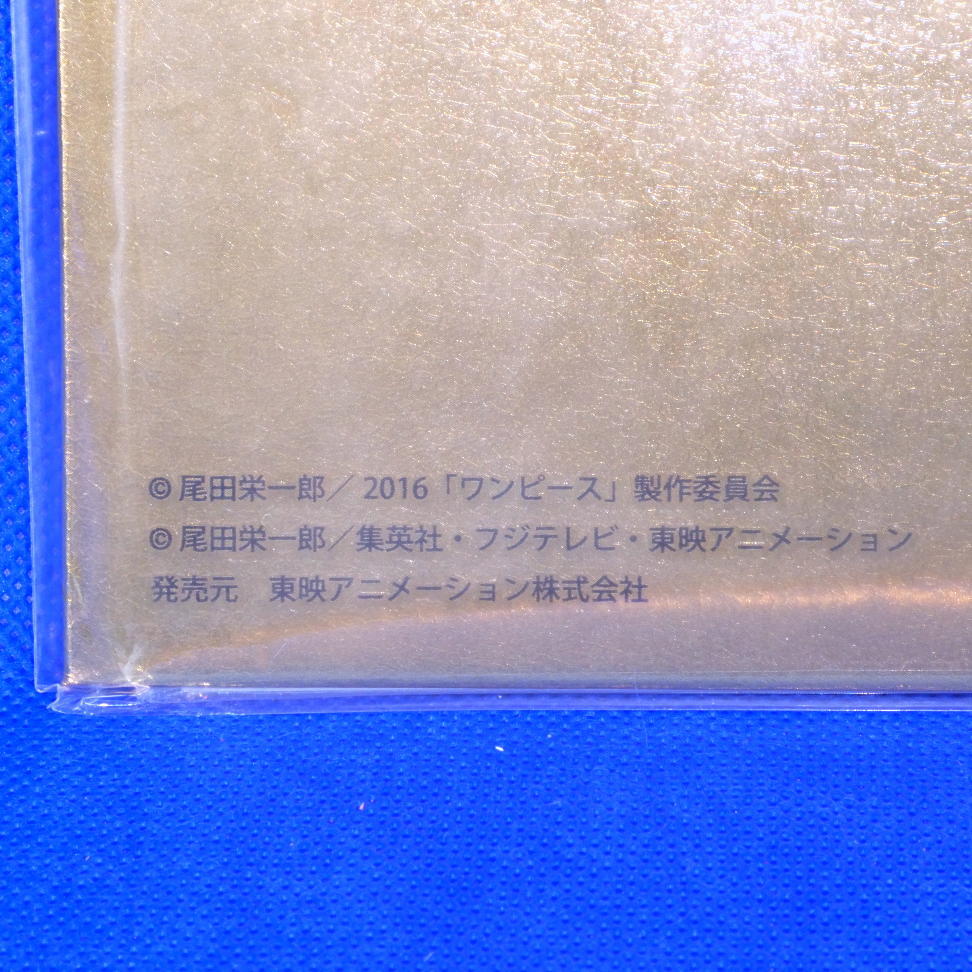 © 尾田栄一郎／ 2016「ワンピース」製作委員会
© 尾田栄一郎／集英社・フジテレビ・東映アニメーション
発売元　東映アニメーション株式会社